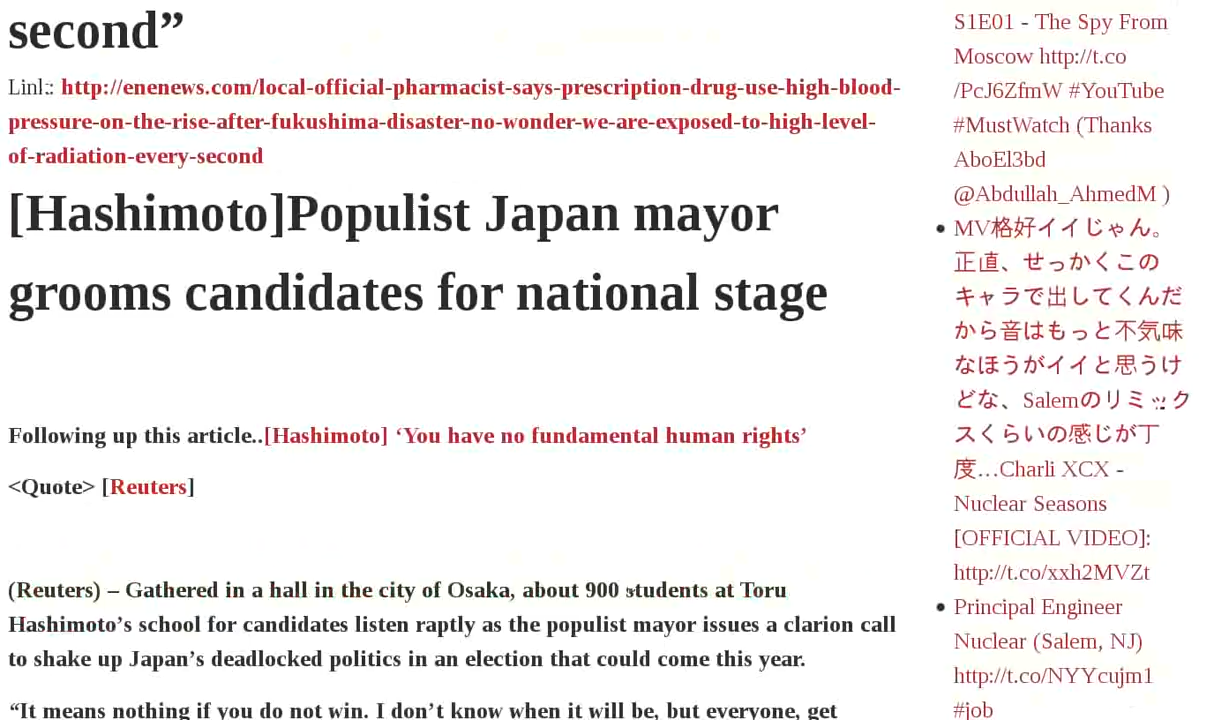 second”
Link: http://enenews.com/local-official-pharmacist-says-prescription-drug-use-high-blood-
pressure-on-the-rise-after-fukushima-disaster-no-wonder-we-are-exposed-to-high-level-
of-radiation-every-second
[Hashimoto]Populist Japan mayor
grooms candidates for national stage
Following up this article..[Hashimoto] ‘You have no fundamental human rights’
<Quote> [Reuters]
(Reuters) – Gathered in a hall in the city of Osaka, about 900 students at Toru
Hashimoto’s school for candidates listen raptly as the populist mayor issues a clarion call
to shake up Japan’s deadlocked politics in an election that could come this year.
“It means nothing if you do not win. I don’t know when it will be, but everyone, get
S1E01 - The Spy From
Moscow http://t.co
/PcJ6ZfmW #YouTube
#MustWatch (Thanks
AboEl3bd
@Abdullah_AhmedM )
MV格好イイじゃん。
正直、せっかくこの
キャラで出してくんだ
から音はもっと不気味
なほうがイイと思うけ
どな、Salemのリミック
スくらいの感じが丁
度…Charli XCX -
Nuclear Seasons
[OFFICIAL VIDEO]:
http://t.co/xxh2MVZt
Principal Engineer
Nuclear (Salem, NJ)
http://t.co/NYYcujm1
#job